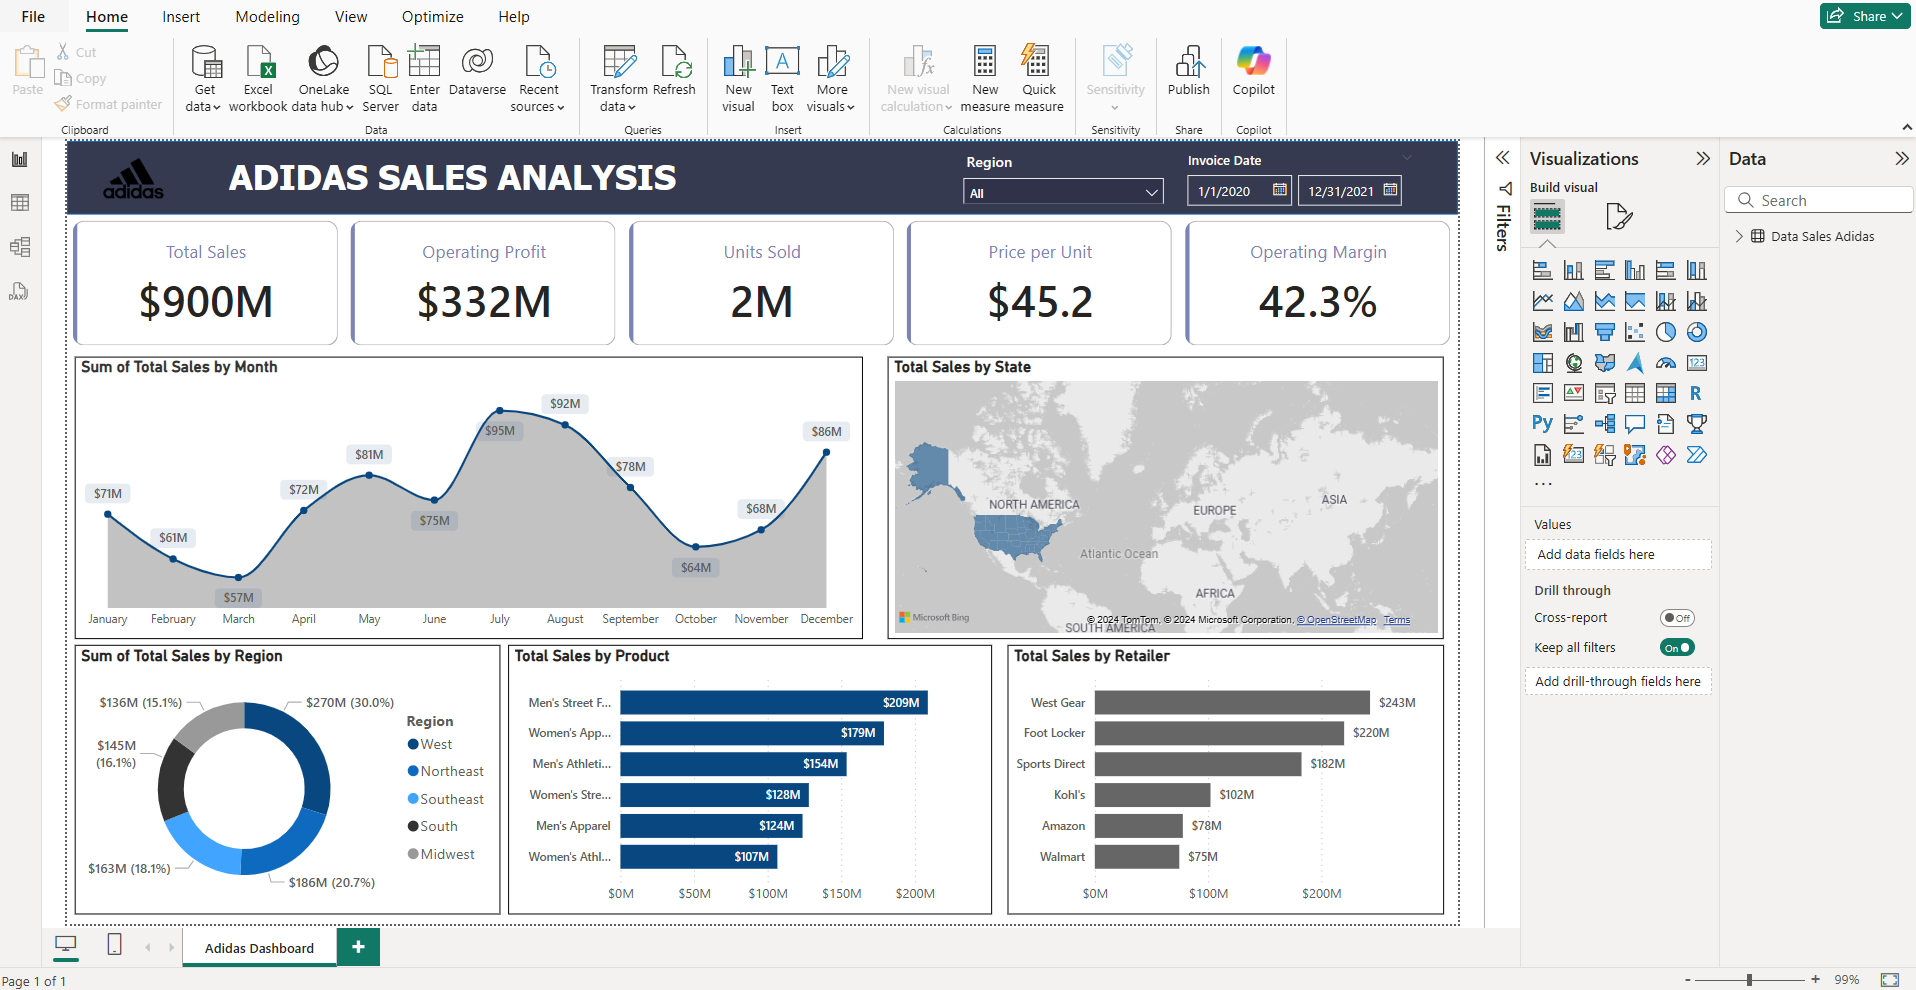 File
Home
Insert
Modeling
View
Optimize
Help
Share
Paste
Cut
Copy
Format painter
Clipboard
Get data
Excel workbook
OneLake data hub
SQL Server
Enter data
Dataverse
Recent sources
Data
Transform data
Refresh
Queries
New visual
Text box
More visuals
Insert
New visual calculation
New measure
Quick measure
Calculations
Sensitivity
Sensitivity
Publish
Share
Copilot
Copilot
adidas
ADIDAS SALES ANALYSIS
Region
All
Invoice Date
1/1/2020
12/31/2021
Total Sales
$900M
Operating Profit
$332M
Units Sold
2M
Price per Unit
$45.2
Operating Margin
42.3%
Sum of Total Sales by Month
$71M
$61M
$57M
$72M
$81M
$75M
$95M
$92M
$78M
$64M
$68M
$86M
January
February
March
April
May
June
July
August
September
October
November
December
Total Sales by State
NORTH AMERICA
EUROPE
ASIA
Atlantic Ocean
AFRICA
SOUTH AMERICA
Microsoft Bing
© 2024 TomTom, © 2024 Microsoft Corporation, © OpenStreetMap Terms
Sum of Total Sales by Region
$136M (15.1%)
$270M (30.0%)
$145M
(16.1%)
$163M (18.1%)
$186M (20.7%)
Region
West
Northeast
Southeast
South
Midwest
Total Sales by Product
Men's Street F... $209M
Women's App... $179M
Men's Athleti... $154M
Women's Stre... $128M
Men's Apparel $124M
Women's Athl... $107M
$0M $50M $100M $150M $200M
Total Sales by Retailer
West Gear $243M
Foot Locker $220M
Sports Direct $182M
Kohl's $102M
Amazon $78M
Walmart $75M
$0M $100M $200M
Filters
Visualizations
Build visual
123
R
Py
123
...
Values
Add data fields here
Drill through
Cross-report
Off
Keep all filters
On
Add drill-through fields here
Data
Search
Data Sales Adidas
DAX
Adidas Dashboard
+
Page 1 of 1
- + 99%